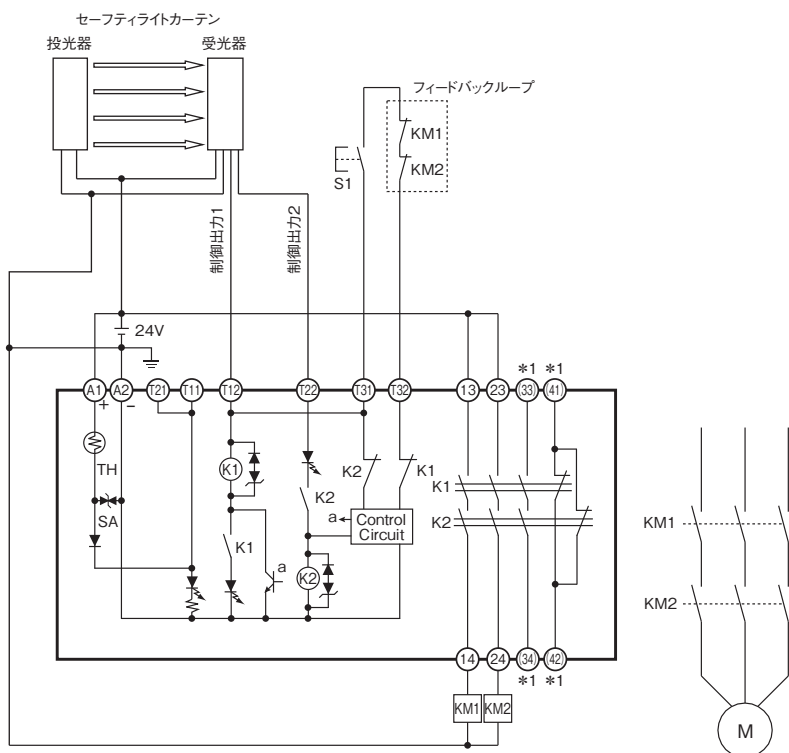 セーフティライトカーテン
投光器
受光器
フィードバックループ
KM1
KM2
S1
制御出力1
制御出力2
24V
*1
*1
A1
A2
T21
T11
T12
T22
T31
T32
13
23
(33)
(41)
+
-
TH
SA
K1
K1
a
K2
K2
K2
K1
a
Control
Circuit
K1
K2
14
24
(34)
(42)
*1
*1
KM1
KM2
KM1
KM2
M